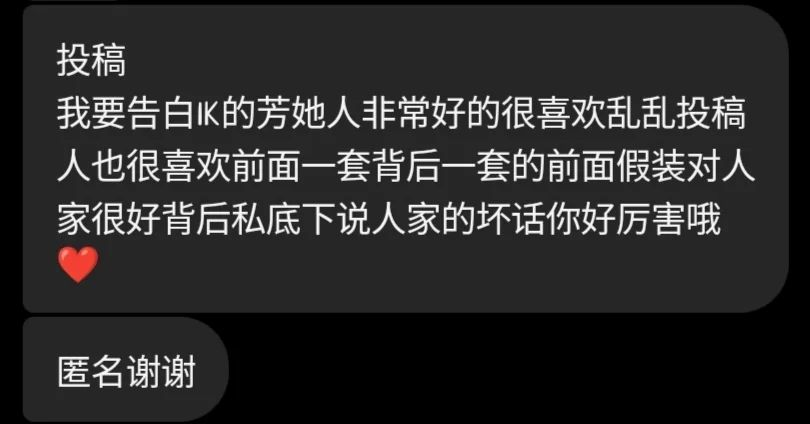 投稿
我要告白1K的芳她人非常好的很喜欢乱乱投稿
人也很喜欢前面一套背后一套的前面假装对人
家很好背后私底下说人家的坏话你好厉害哦
❤️
匿名谢谢